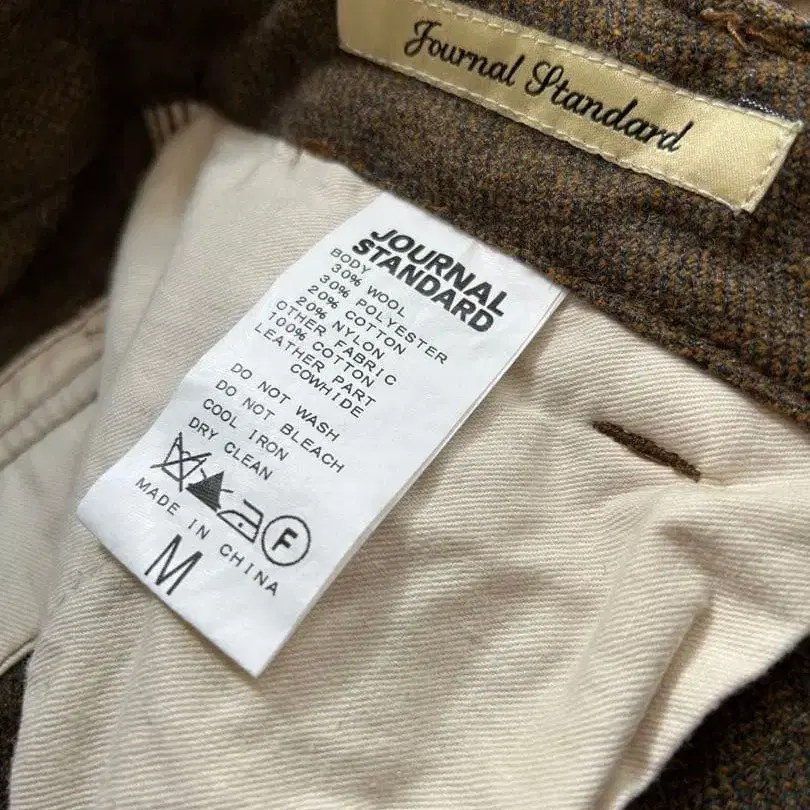 Journal Standard
JOURNAL
STANDARD
BODY
30% WOOL
30% POLYESTER
20% COTTON
20% NYLON
OTHER FABRIC
100% COTTON
LEATHER PART
COWHIDE
DO NOT WASH
DO NOT BLEACH
COOL IRON
DRY CLEAN
F
MADE IN CHINA
M